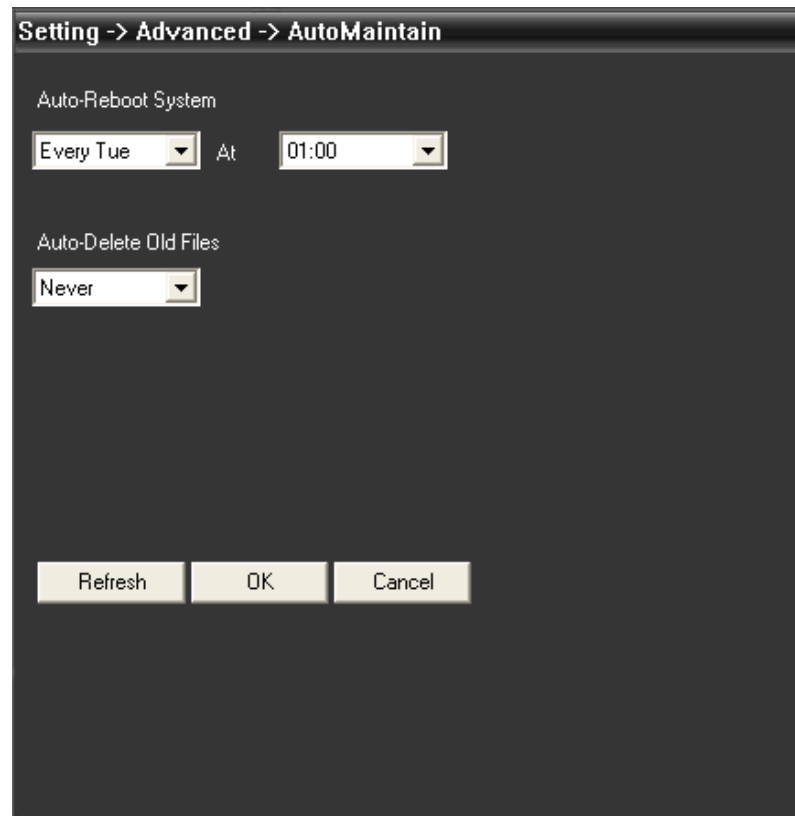 Setting -> Advanced -> AutoMaintain
Auto-Reboot System
Every Tue At 01:00
Auto-Delete Old Files
Never
Refresh OK Cancel